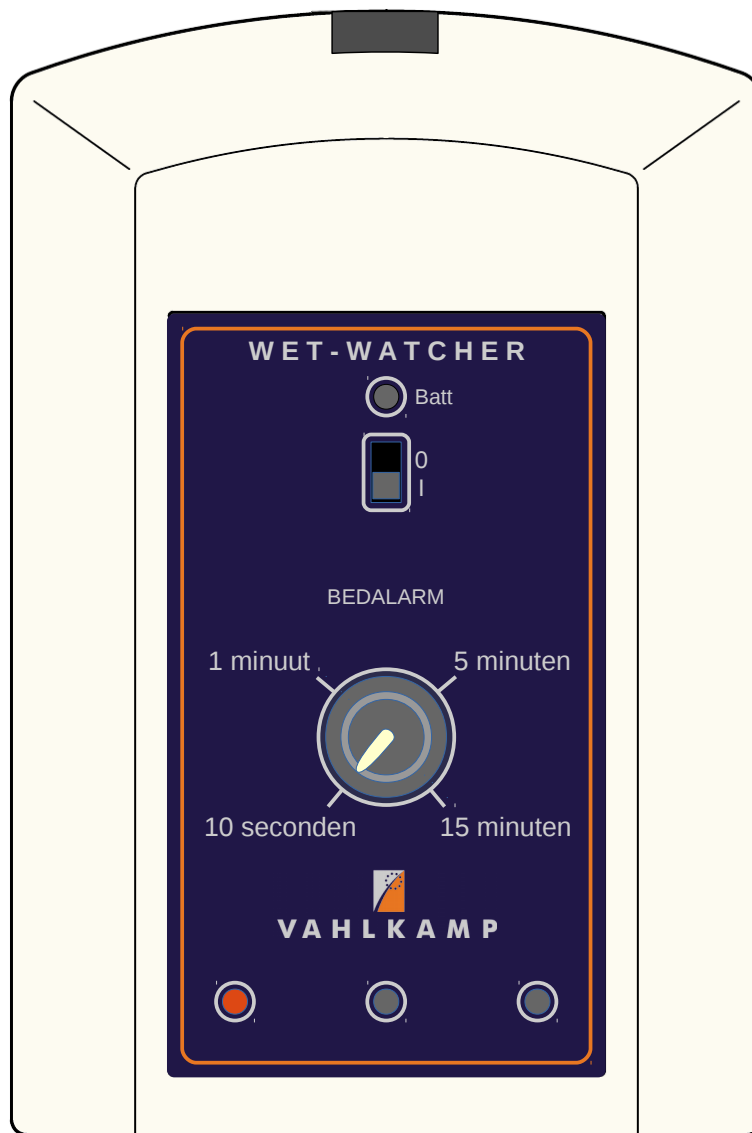 WET-WATCHER
Batt
0
I
BEDALARM
1 minuut
5 minuten
10 seconden
15 minuten
VAHLKAMP